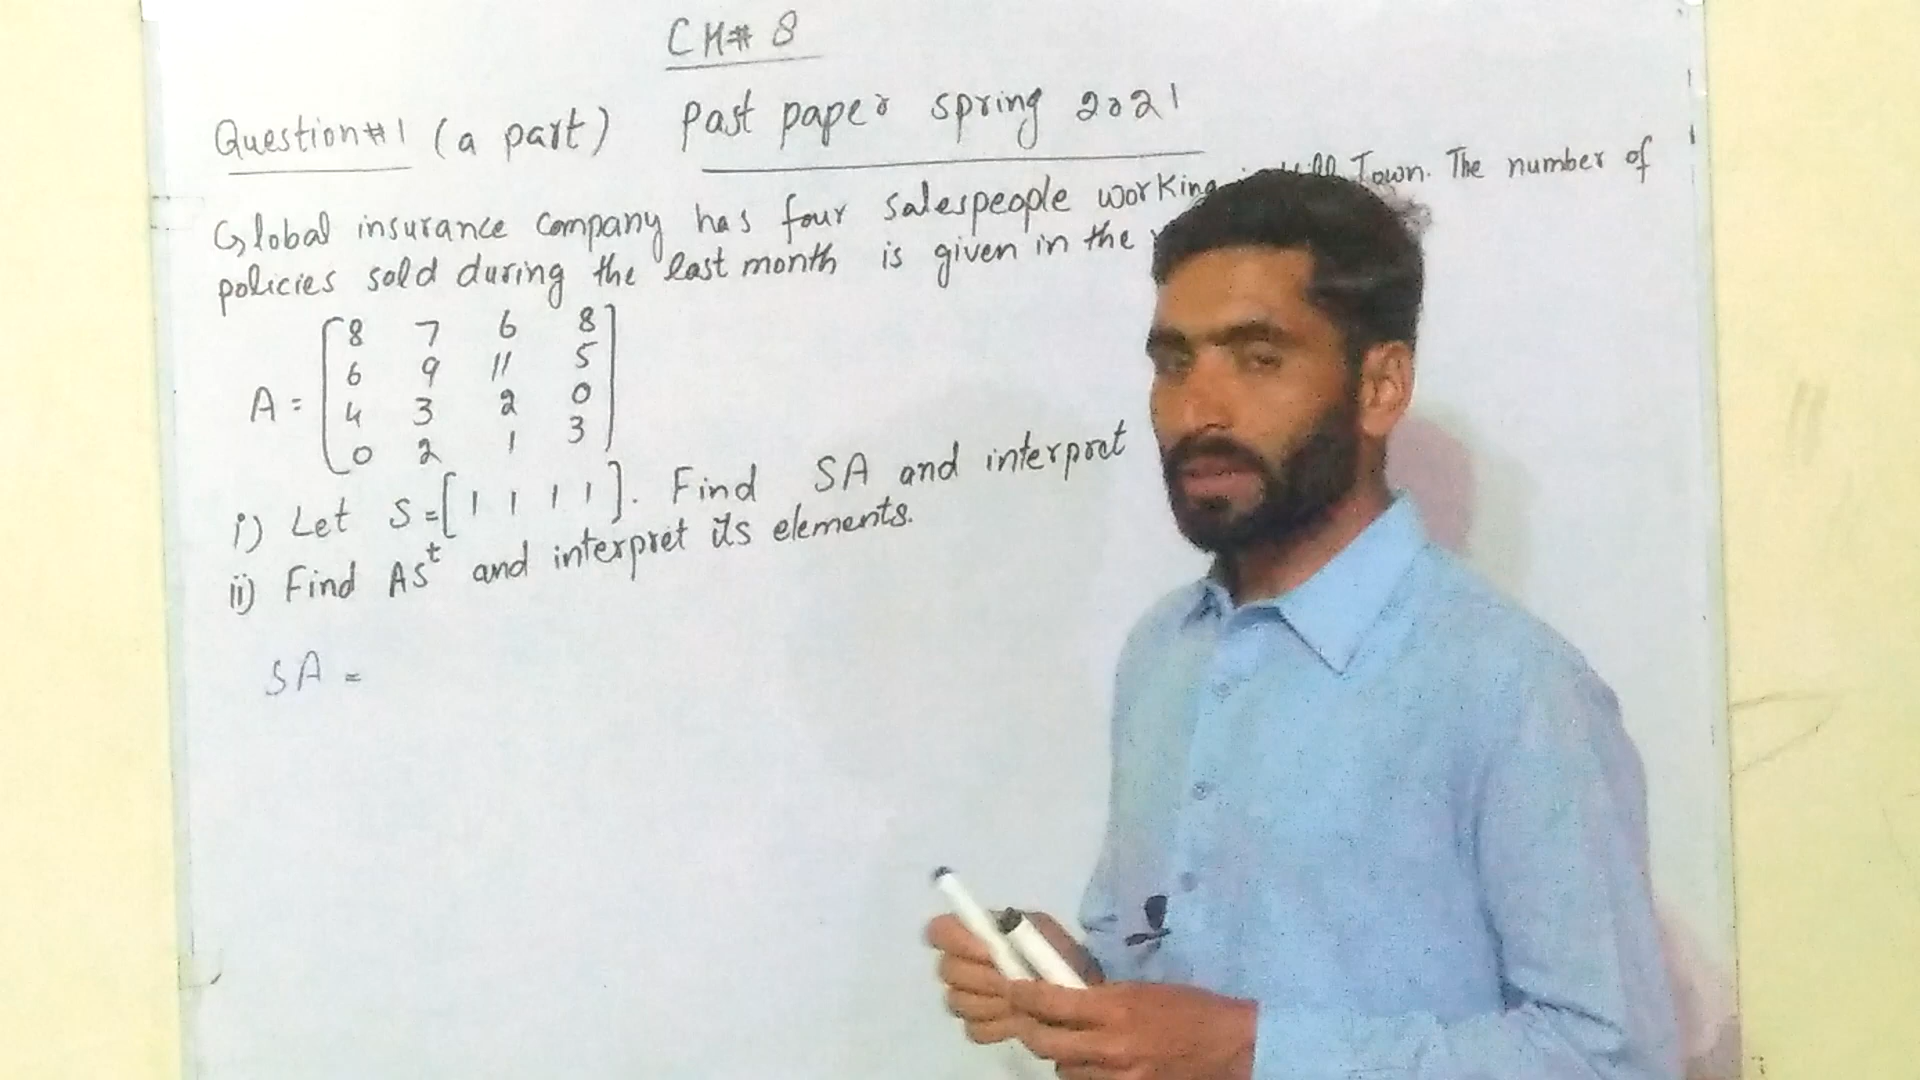 CH# 8
Question#1 (a part) Past paper spring 2021
Global insurance company has four salespeople working Town. The number of
policies sold during the last month is given in the
A = [8 7 6 8
6 9 11 5
4 3 2 0
0 2 1 3]
i) Let S=[1 1 1 1]. Find SA and interpret
ii) Find AS^t and interpret its elements.
SA =